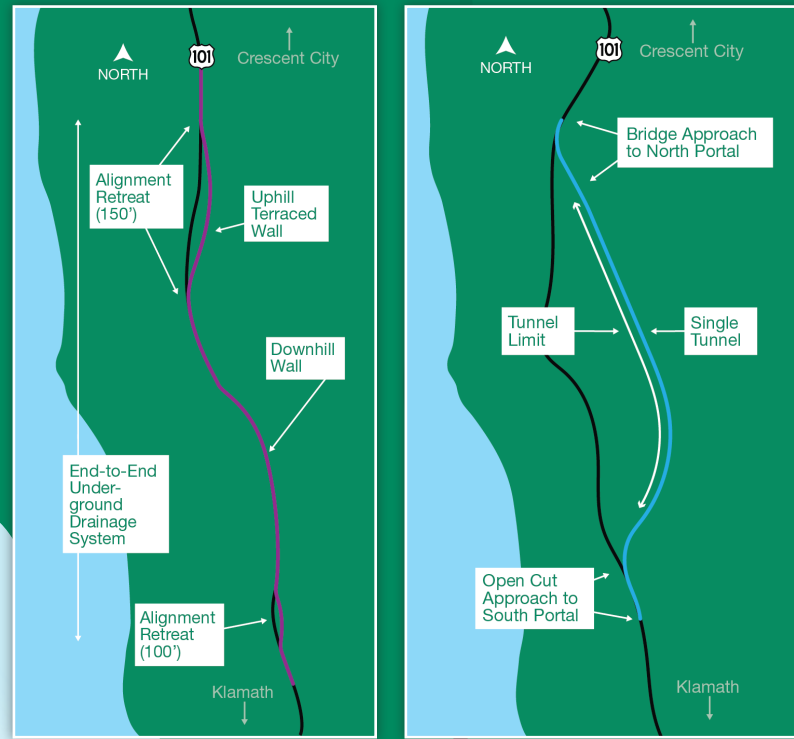 101
Crescent City
NORTH
Alignment
Retreat
(150’)
Uphill
Terraced
Wall
Downhill
Wall
End-to-End
Under-
ground
Drainage
System
Alignment
Retreat
(100’)
Klamath
101
Crescent City
NORTH
Bridge Approach
to North Portal
Tunnel
Limit
Single
Tunnel
Open Cut
Approach to
South Portal
Klamath